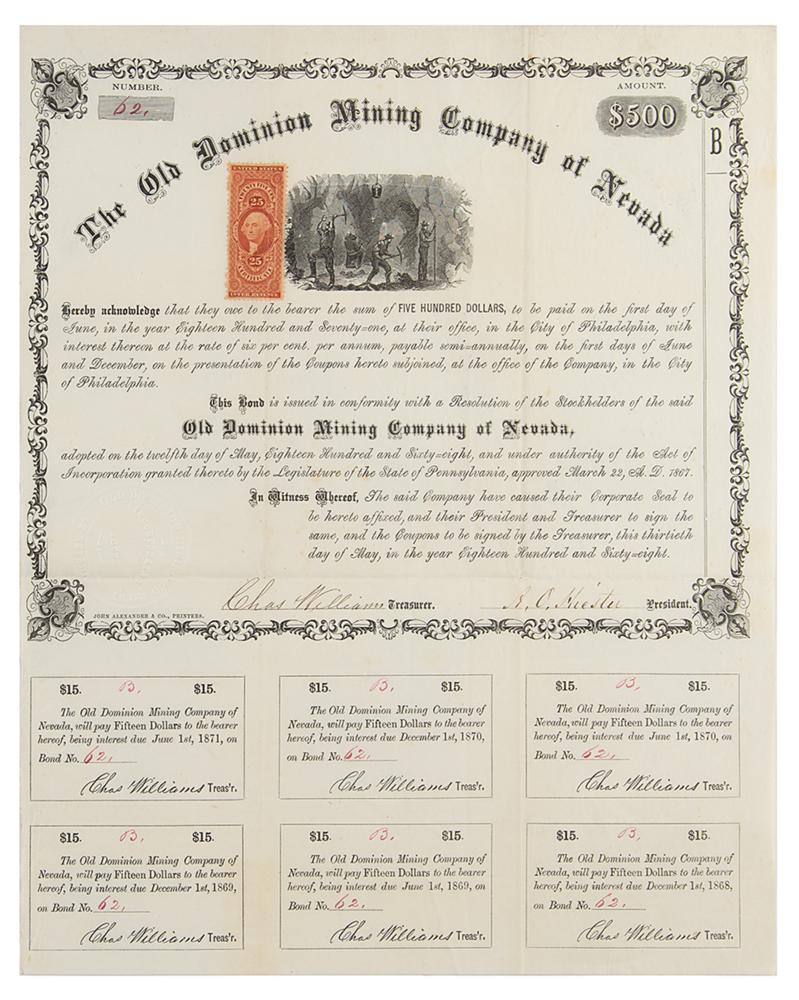 NUMBER.
62.
AMOUNT.
$500
B
The Old Dominion Mining Company of Nevada
UNITED STATES
TWENTY FIVE CTS.
25
25
CERTIFICATE
INTER. REVENUE
Hereby acknowledge that they owe to the bearer the sum of FIVE HUNDRED DOLLARS, to be paid on the first day of
June, in the year Eighteen Hundred and Seventy=one, at their office, in the City of Philadelphia, with
interest thereon at the rate of six per cent. per annum, payable semi=annually, on the first days of June
and December, on the presentation of the Coupons hereto subjoined, at the office of the Company, in the City
of Philadelphia.
This Bond is issued in conformity with a Resolution of the Stockholders of the said
Old Dominion Mining Company of Nevada,
adopted on the twelfth day of May, Eighteen Hundred and Sixty=eight, and under authority of the Act of
Incorporation granted thereto by the Legislature of the State of Pennsylvania, approved March 22, A. D. 1867.
In Witness Whereof, The said Company have caused their Corporate Seal to
be hereto affixed, and their President and Treasurer to sign the
same, and the Coupons to be signed by the Treasurer, this thirtieth
day of May, in the year Eighteen Hundred and Sixty=eight.
Chas Williams Treasurer. President.
JOHN ALEXANDER & CO., PRINTERS.
$15. B. $15.
The Old Dominion Mining Company of
Nevada, will pay Fifteen Dollars to the bearer
hereof, being interest due June 1st, 1871, on
Bond No. 62.
Chas Williams Treas'r.
$15. B. $15.
The Old Dominion Mining Company of
Nevada, will pay Fifteen Dollars to the bearer
hereof, being interest due December 1st, 1870,
on Bond No. 62.
Chas Williams Treas'r.
$15. B. $15.
The Old Dominion Mining Company of
Nevada, will pay Fifteen Dollars to the bearer
hereof, being interest due June 1st, 1870, on
Bond No. 62.
Chas Williams Treas'r.
$15. B. $15.
The Old Dominion Mining Company of
Nevada, will pay Fifteen Dollars to the bearer
hereof, being interest due December 1st, 1869,
on Bond No. 62.
Chas Williams Treas'r.
$15. B. $15.
The Old Dominion Mining Company of
Nevada, will pay Fifteen Dollars to the bearer
hereof, being interest due June 1st, 1869, on
Bond No. 62.
Chas Williams Treas'r.
$15. B. $15.
The Old Dominion Mining Company of
Nevada, will pay Fifteen Dollars to the bearer
hereof, being interest due December 1st, 1868,
on Bond No. 62.
Chas Williams Treas'r.